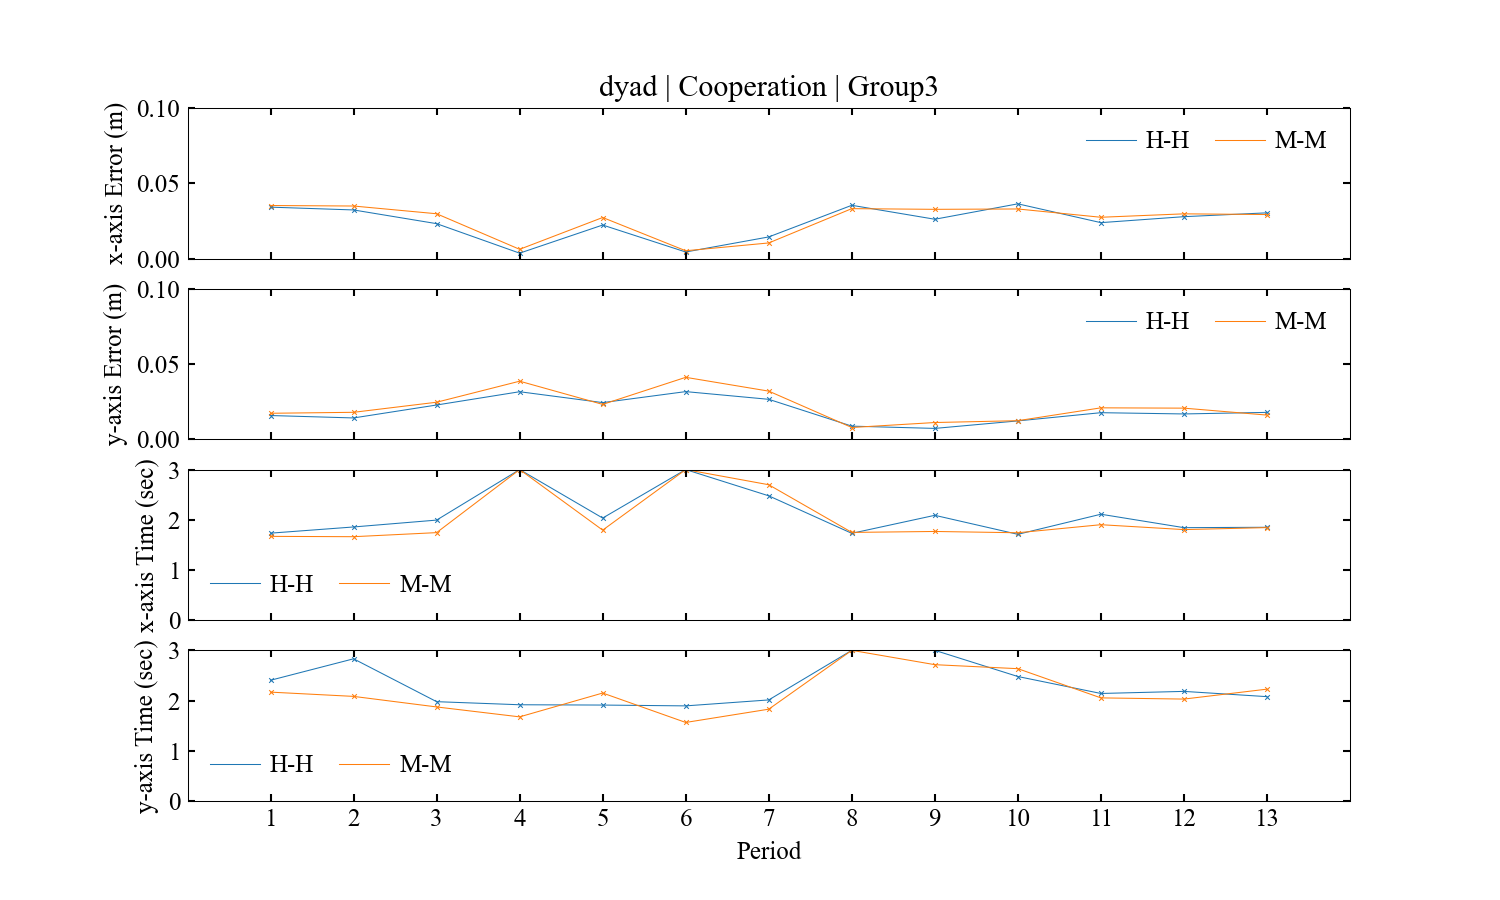 dyad | Cooperation | Group3
x-axis Error (m)
0.10
0.05
0.00
H-H M-M
y-axis Error (m)
0.10
0.05
0.00
H-H M-M
x-axis Time (sec)
3
2
1
0
H-H M-M
y-axis Time (sec)
3
2
1
0
H-H M-M
1 2 3 4 5 6 7 8 9 10 11 12 13
Period